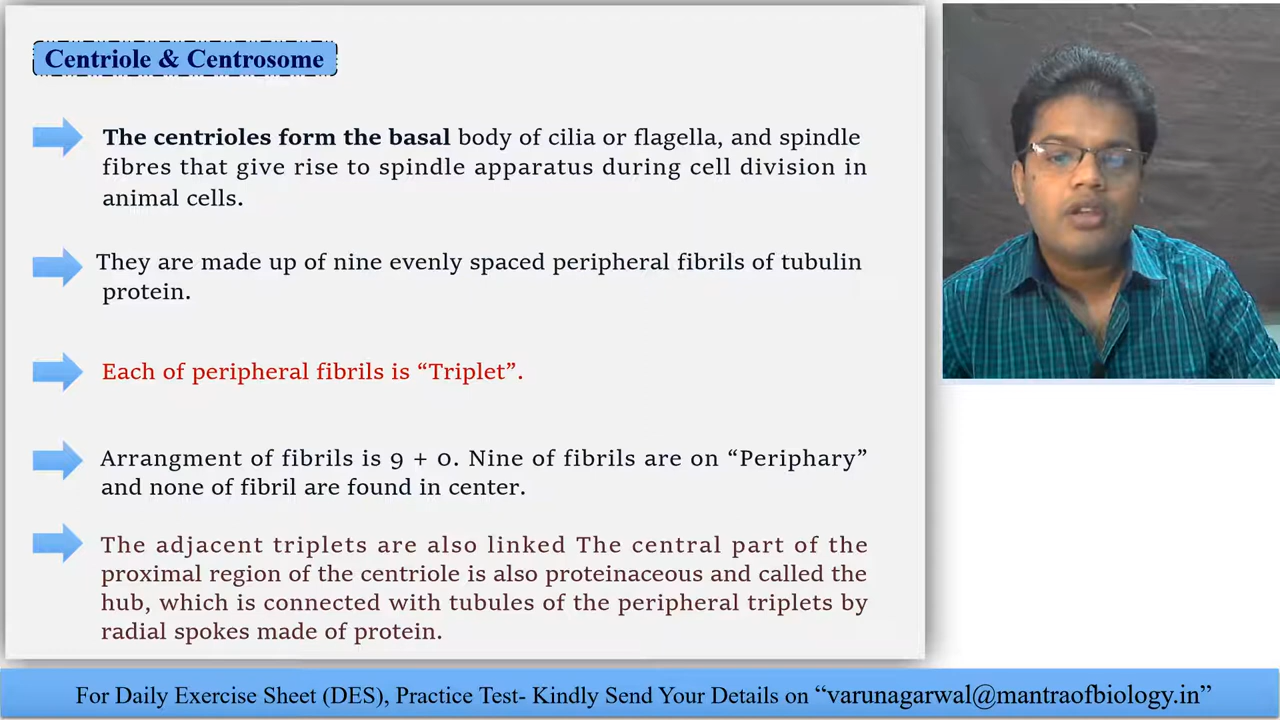 Centriole & Centrosome
The centrioles form the basal body of cilia or flagella, and spindle
fibres that give rise to spindle apparatus during cell division in
animal cells.
They are made up of nine evenly spaced peripheral fibrils of tubulin
protein.
Each of peripheral fibrils is “Triplet”.
Arrangment of fibrils is 9 + 0. Nine of fibrils are on “Periphary”
and none of fibril are found in center.
The adjacent triplets are also linked The central part of the
proximal region of the centriole is also proteinaceous and called the
hub, which is connected with tubules of the peripheral triplets by
radial spokes made of protein.
For Daily Exercise Sheet (DES), Practice Test- Kindly Send Your Details on “varunagarwal@mantraofbiology.in”